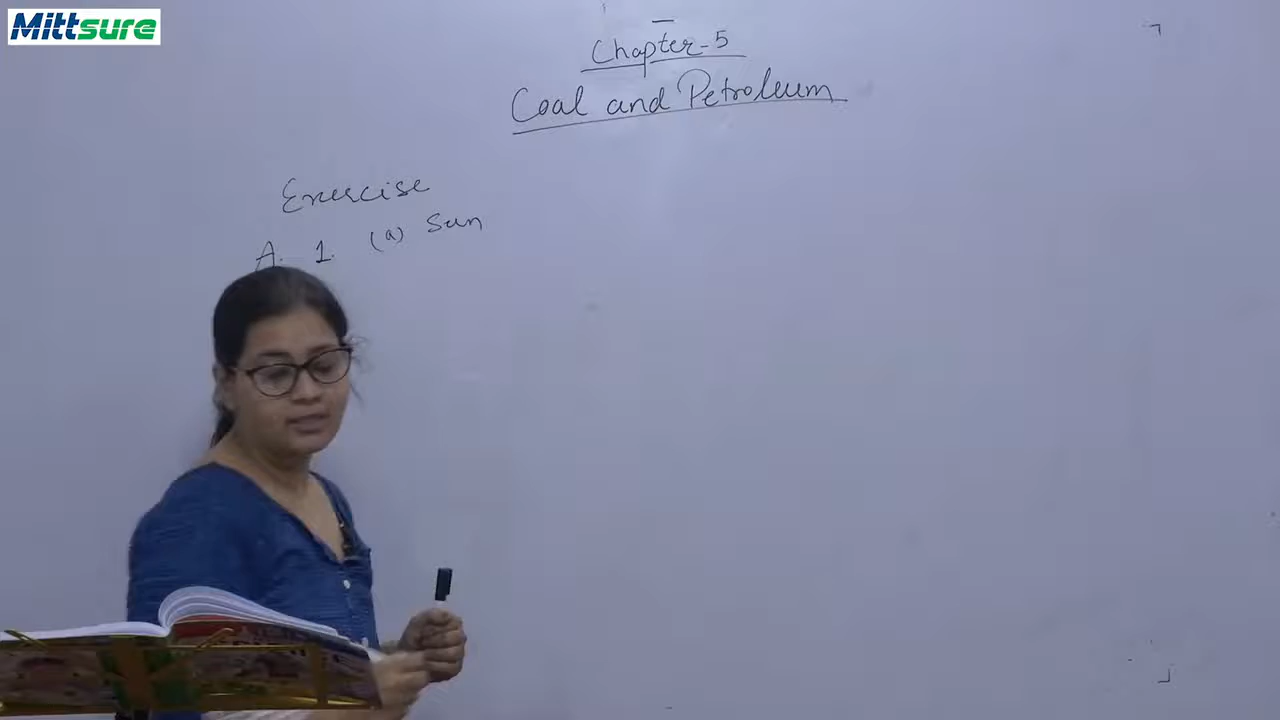 Mittsure
Chapter-5
Coal and Petroleum
Exercise
A. 1. (a) Sun